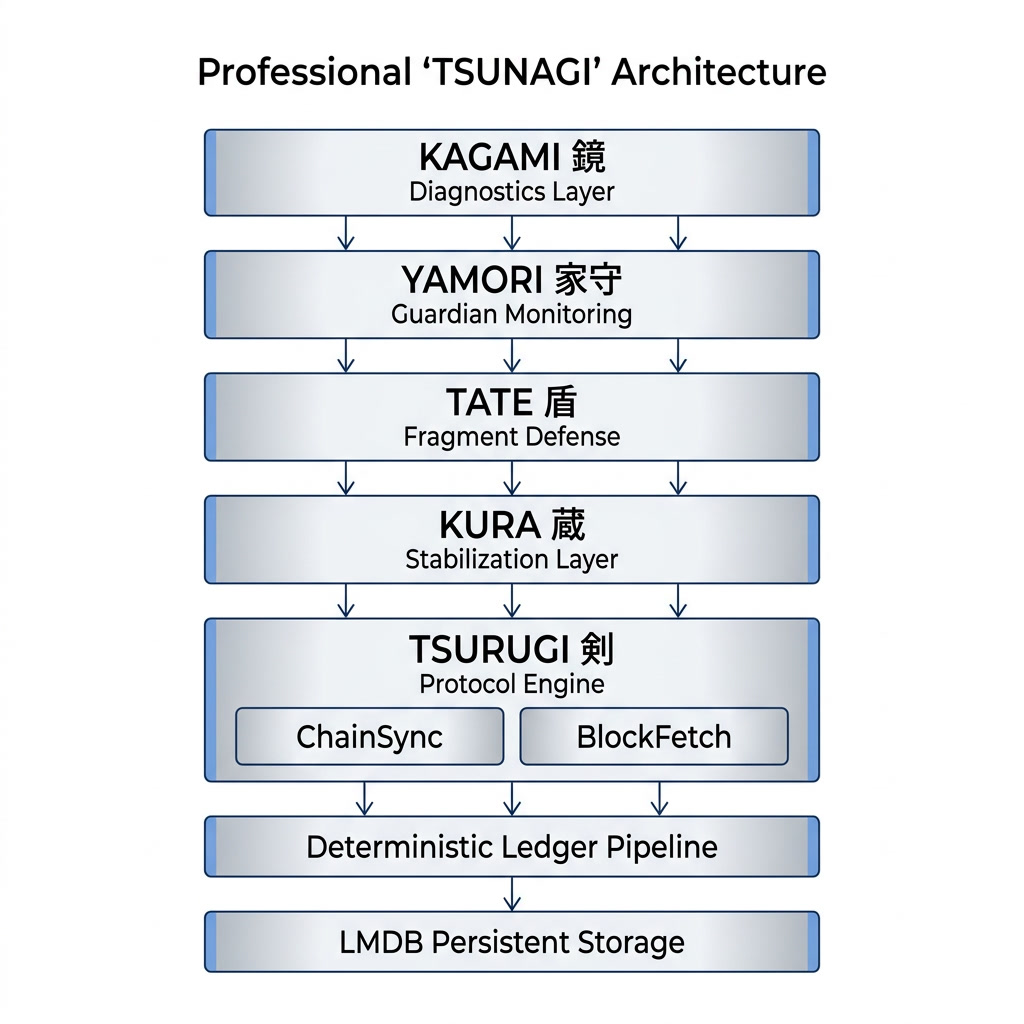 Professional ‘TSUNAGI’ Architecture
KAGAMI 鏡
Diagnostics Layer
YAMORI 家守
Guardian Monitoring
TATE 盾
Fragment Defense
KURA 蔵
Stabilization Layer
TSURUGI 剣
Protocol Engine
ChainSync
BlockFetch
Deterministic Ledger Pipeline
LMDB Persistent Storage